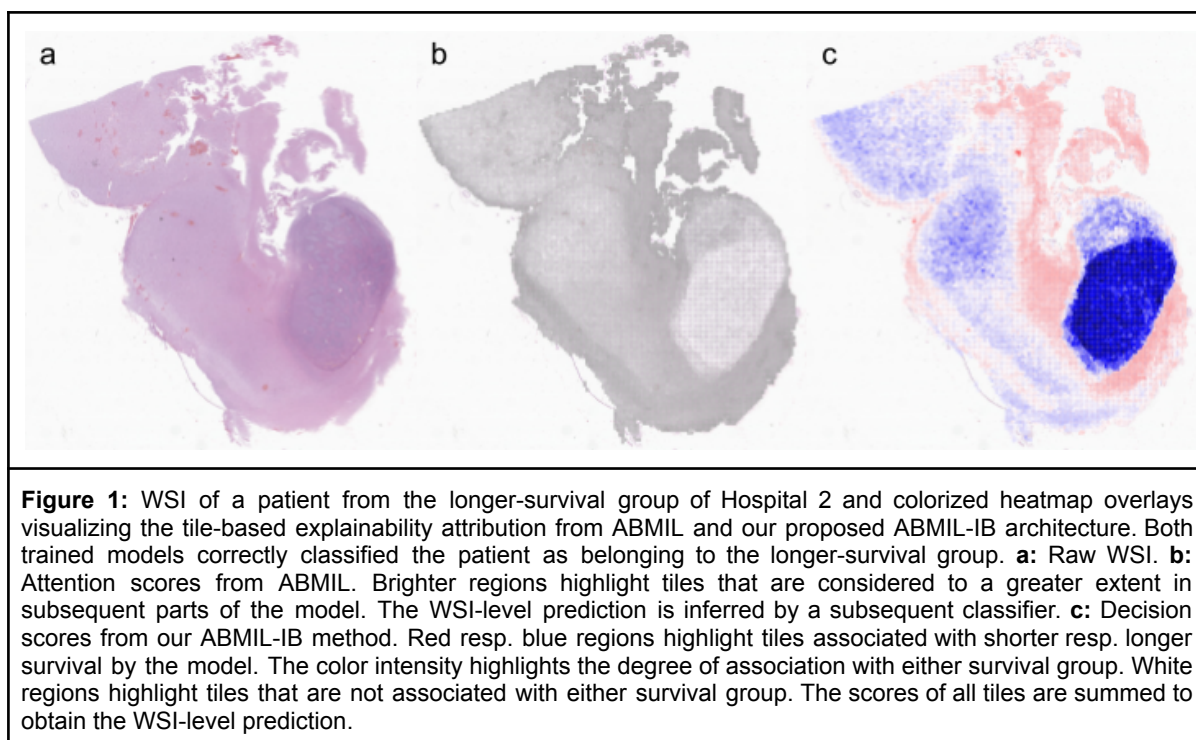 a b c
Figure 1: WSI of a patient from the longer-survival group of Hospital 2 and colorized heatmap overlays
visualizing the tile-based explainability attribution from ABMIL and our proposed ABMIL-IB architecture. Both
trained models correctly classified the patient as belonging to the longer-survival group. a: Raw WSI. b:
Attention scores from ABMIL. Brighter regions highlight tiles that are considered to a greater extent in
subsequent parts of the model. The WSI-level prediction is inferred by a subsequent classifier. c: Decision
scores from our ABMIL-IB method. Red resp. blue regions highlight tiles associated with shorter resp. longer
survival by the model. The color intensity highlights the degree of association with either survival group. White
regions highlight tiles that are not associated with either survival group. The scores of all tiles are summed to
obtain the WSI-level prediction.